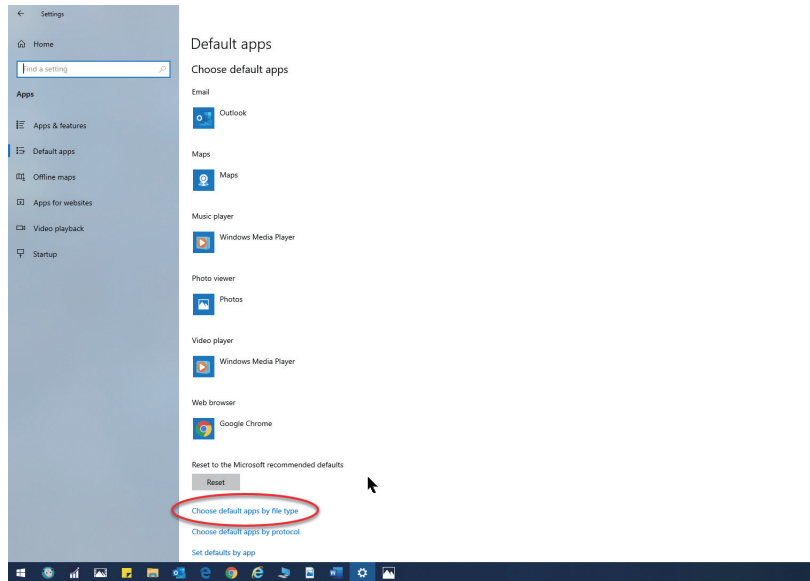 Settings
Home
Find a setting
Apps
Apps & features
Default apps
Offline maps
Apps for websites
Video playback
Startup
Default apps
Choose default apps
Email
Outlook
Maps
Maps
Music player
Windows Media Player
Photo viewer
Photos
Video player
Windows Media Player
Web browser
Google Chrome
Reset to the Microsoft recommended defaults
Reset
Choose default apps by file type
Choose default apps by protocol
Set defaults by app